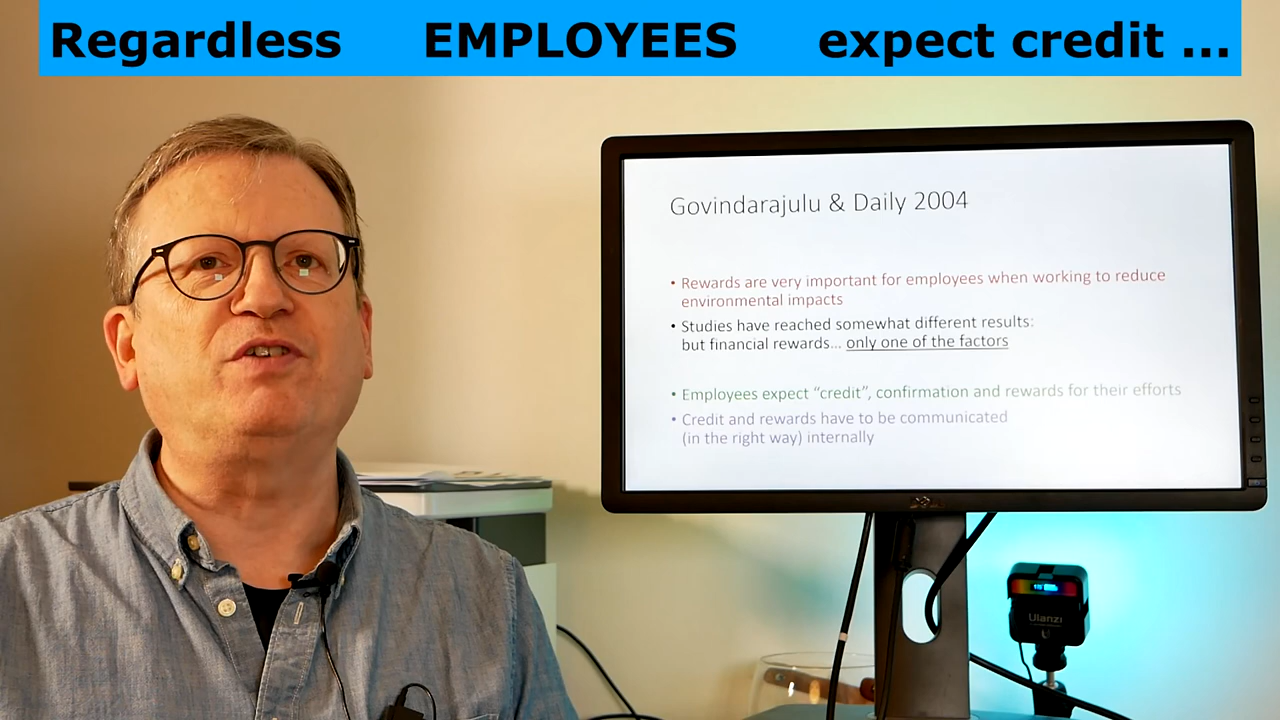 Regardless EMPLOYEES expect credit ...
Govindarajulu & Daily 2004
• Rewards are very important for employees when working to reduce
environmental impacts
• Studies have reached somewhat different results:
but financial rewards... only one of the factors
• Employees expect “credit”, confirmation and rewards for their efforts
• Credit and rewards have to be communicated
(in the right way) internally
DELL
Ulanzi